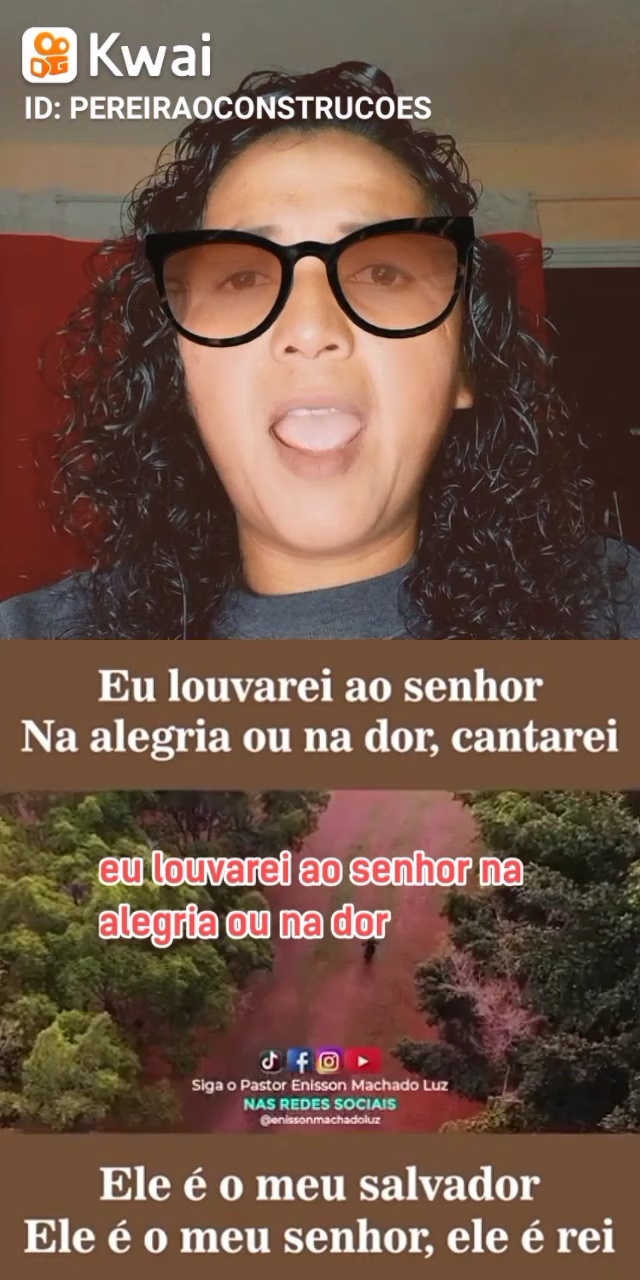 Kwai
ID: PEREIRAOCONSTRUCOES
Eu louvarei ao senhor
Na alegria ou na dor, cantarei
eu louvarei ao senhor na
alegria ou na dor
Siga o Pastor Enisson Machado Luz
NAS REDES SOCIAIS
@enissonmachadoluz
Ele é o meu salvador
Ele é o meu senhor, ele é rei